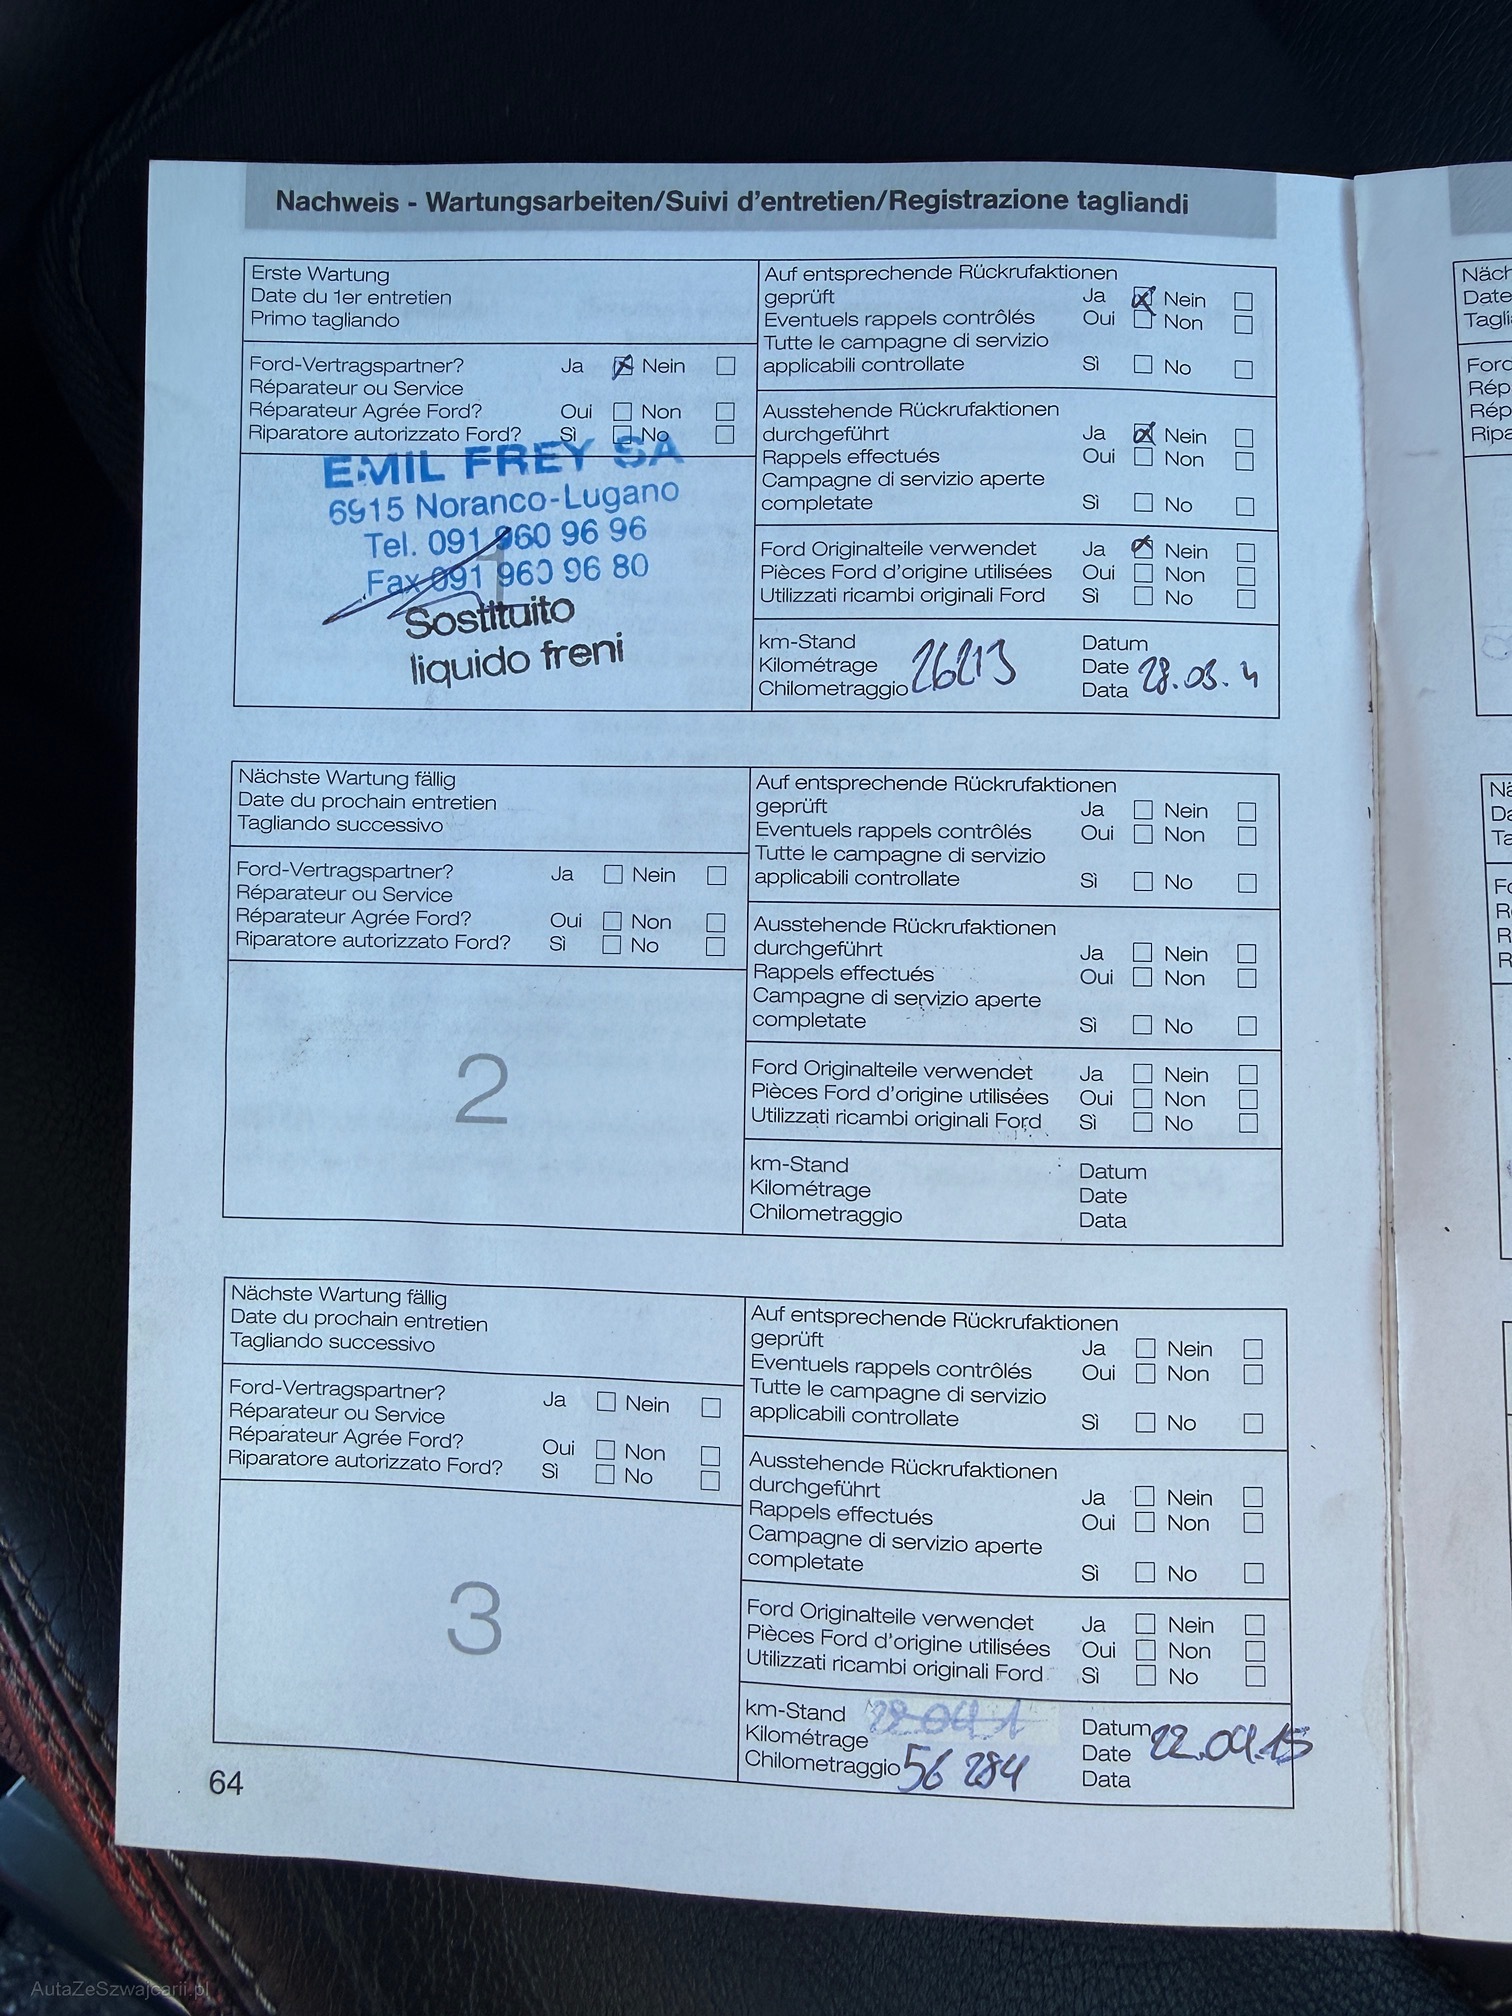 Nachweis - Wartungsarbeiten/Suivi d'entretien/Registrazione tagliandi
Erste Wartung
Date du 1er entretien
Primo tagliando
Ford-Vertragspartner? Ja Nein
Réparateur ou Service
Réparateur Agrée Ford? Oui Non
Riparatore autorizzato Ford? Sì No
EMIL FREY SA
6915 Noranco-Lugano
Tel. 091 960 96 96
Fax 091 960 96 80
1
Sostituito
liquido freni
Auf entsprechende Rückrufaktionen
geprüft Ja Nein
Eventuels rappels contrôlés Oui Non
Tutte le campagne di servizio
applicabili controllate Sì No
Ausstehende Rückrufaktionen
durchgeführt Ja Nein
Rappels effectués Oui Non
Campagne di servizio aperte
completate Sì No
Ford Originalteile verwendet Ja Nein
Pièces Ford d'origine utilisées Oui Non
Utilizzati ricambi originali Ford Sì No
km-Stand Datum
Kilométrage Date
Chilometraggio 26213 Data 28.03.
Nächste Wartung fällig
Date du prochain entretien
Tagliando successivo
Ford-Vertragspartner? Ja Nein
Réparateur ou Service
Réparateur Agrée Ford? Oui Non
Riparatore autorizzato Ford? Sì No
2
Auf entsprechende Rückrufaktionen
geprüft Ja Nein
Eventuels rappels contrôlés Oui Non
Tutte le campagne di servizio
applicabili controllate Sì No
Ausstehende Rückrufaktionen
durchgeführt Ja Nein
Rappels effectués Oui Non
Campagne di servizio aperte
completate Sì No
Ford Originalteile verwendet Ja Nein
Pièces Ford d'origine utilisées Oui Non
Utilizzati ricambi originali Ford Sì No
km-Stand Datum
Kilométrage Date
Chilometraggio Data
Nächste Wartung fällig
Date du prochain entretien
Tagliando successivo
Ford-Vertragspartner? Ja Nein
Réparateur ou Service
Réparateur Agrée Ford? Oui Non
Riparatore autorizzato Ford? Sì No
3
Auf entsprechende Rückrufaktionen
geprüft Ja Nein
Eventuels rappels contrôlés Oui Non
Tutte le campagne di servizio
applicabili controllate Sì No
Ausstehende Rückrufaktionen
durchgeführt Ja Nein
Rappels effectués Oui Non
Campagne di servizio aperte
completate Sì No
Ford Originalteile verwendet Ja Nein
Pièces Ford d'origine utilisées Oui Non
Utilizzati ricambi originali Ford Sì No
km-Stand 22.04.1 Datum
Kilométrage Date 22.04.15
Chilometraggio 56 284 Data
64
AutaZeSzwajcarii.pl